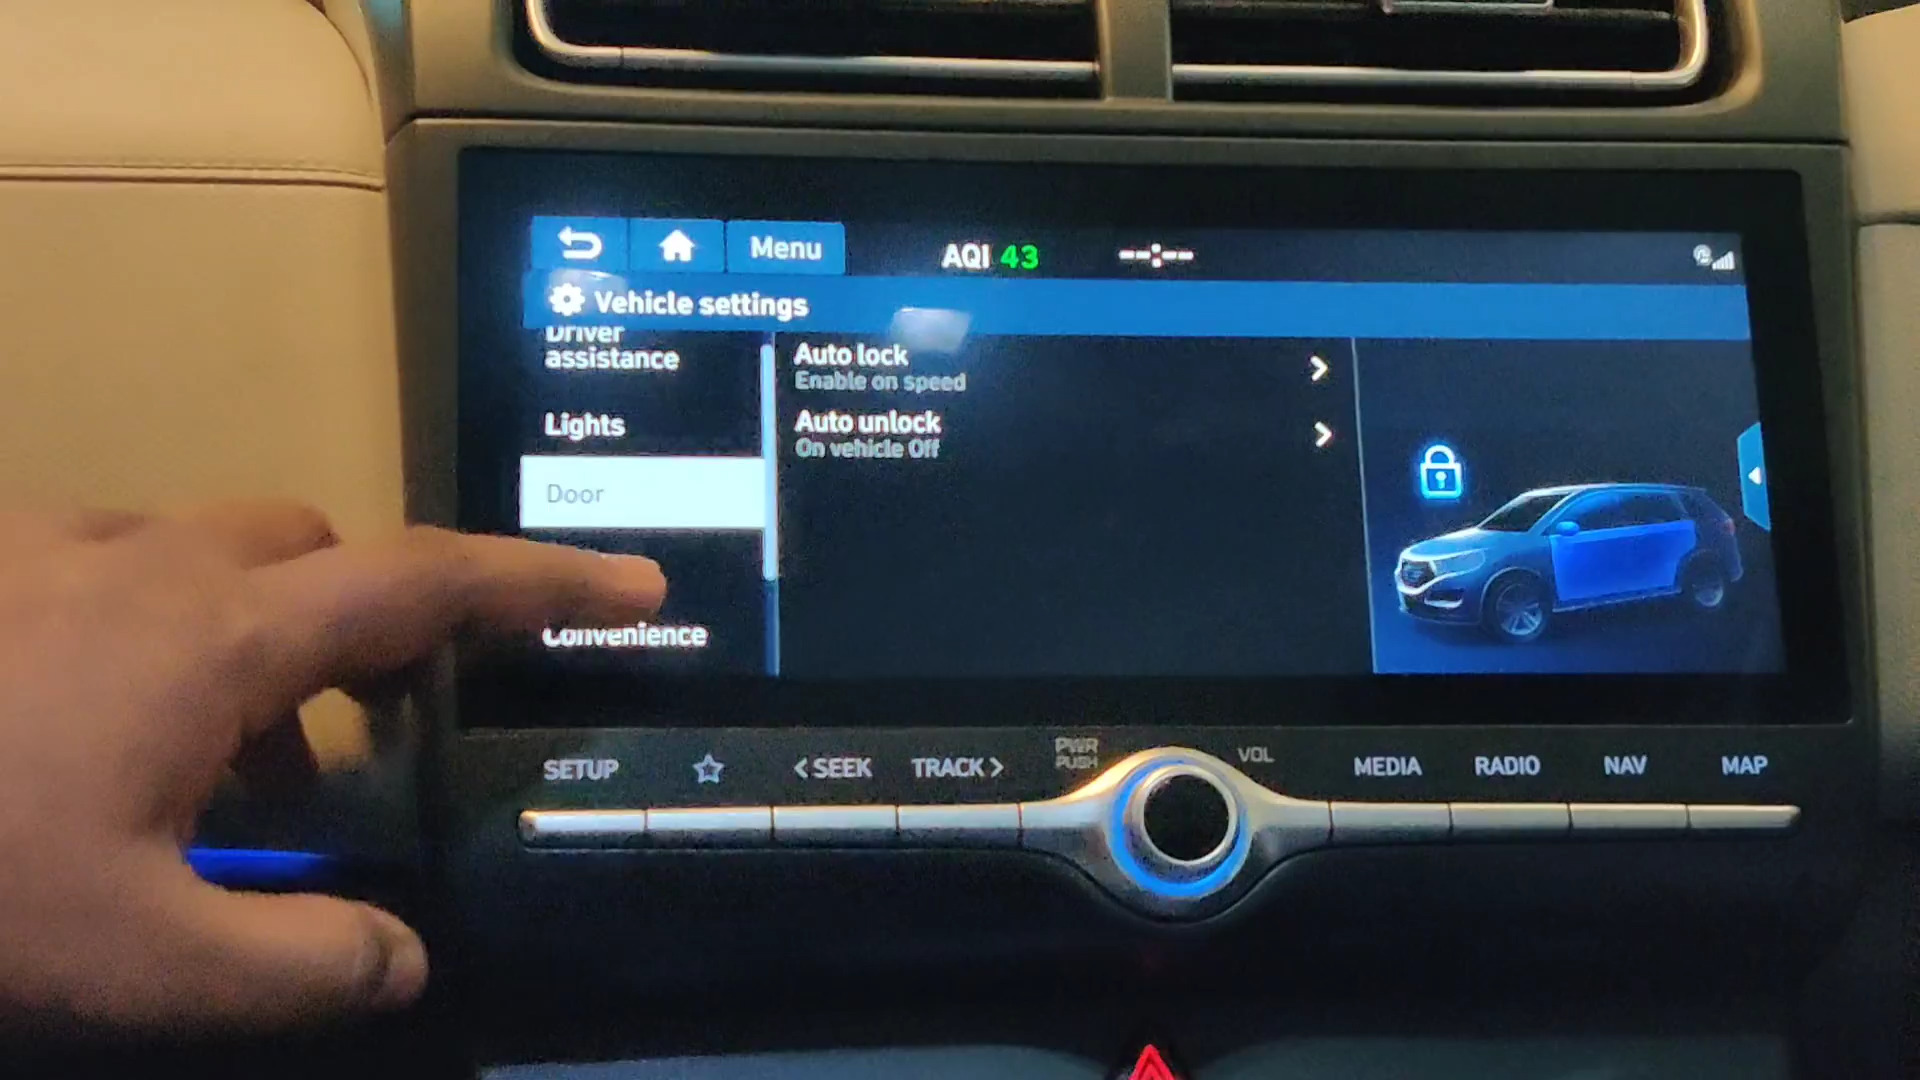 Menu
AQI 43
--:--
Vehicle settings
Driver
assistance
Lights
Door
Convenience
Auto lock
Enable on speed
Auto unlock
On vehicle Off
SETUP
< SEEK
TRACK >
PWR
PUSH
VOL
MEDIA
RADIO
NAV
MAP